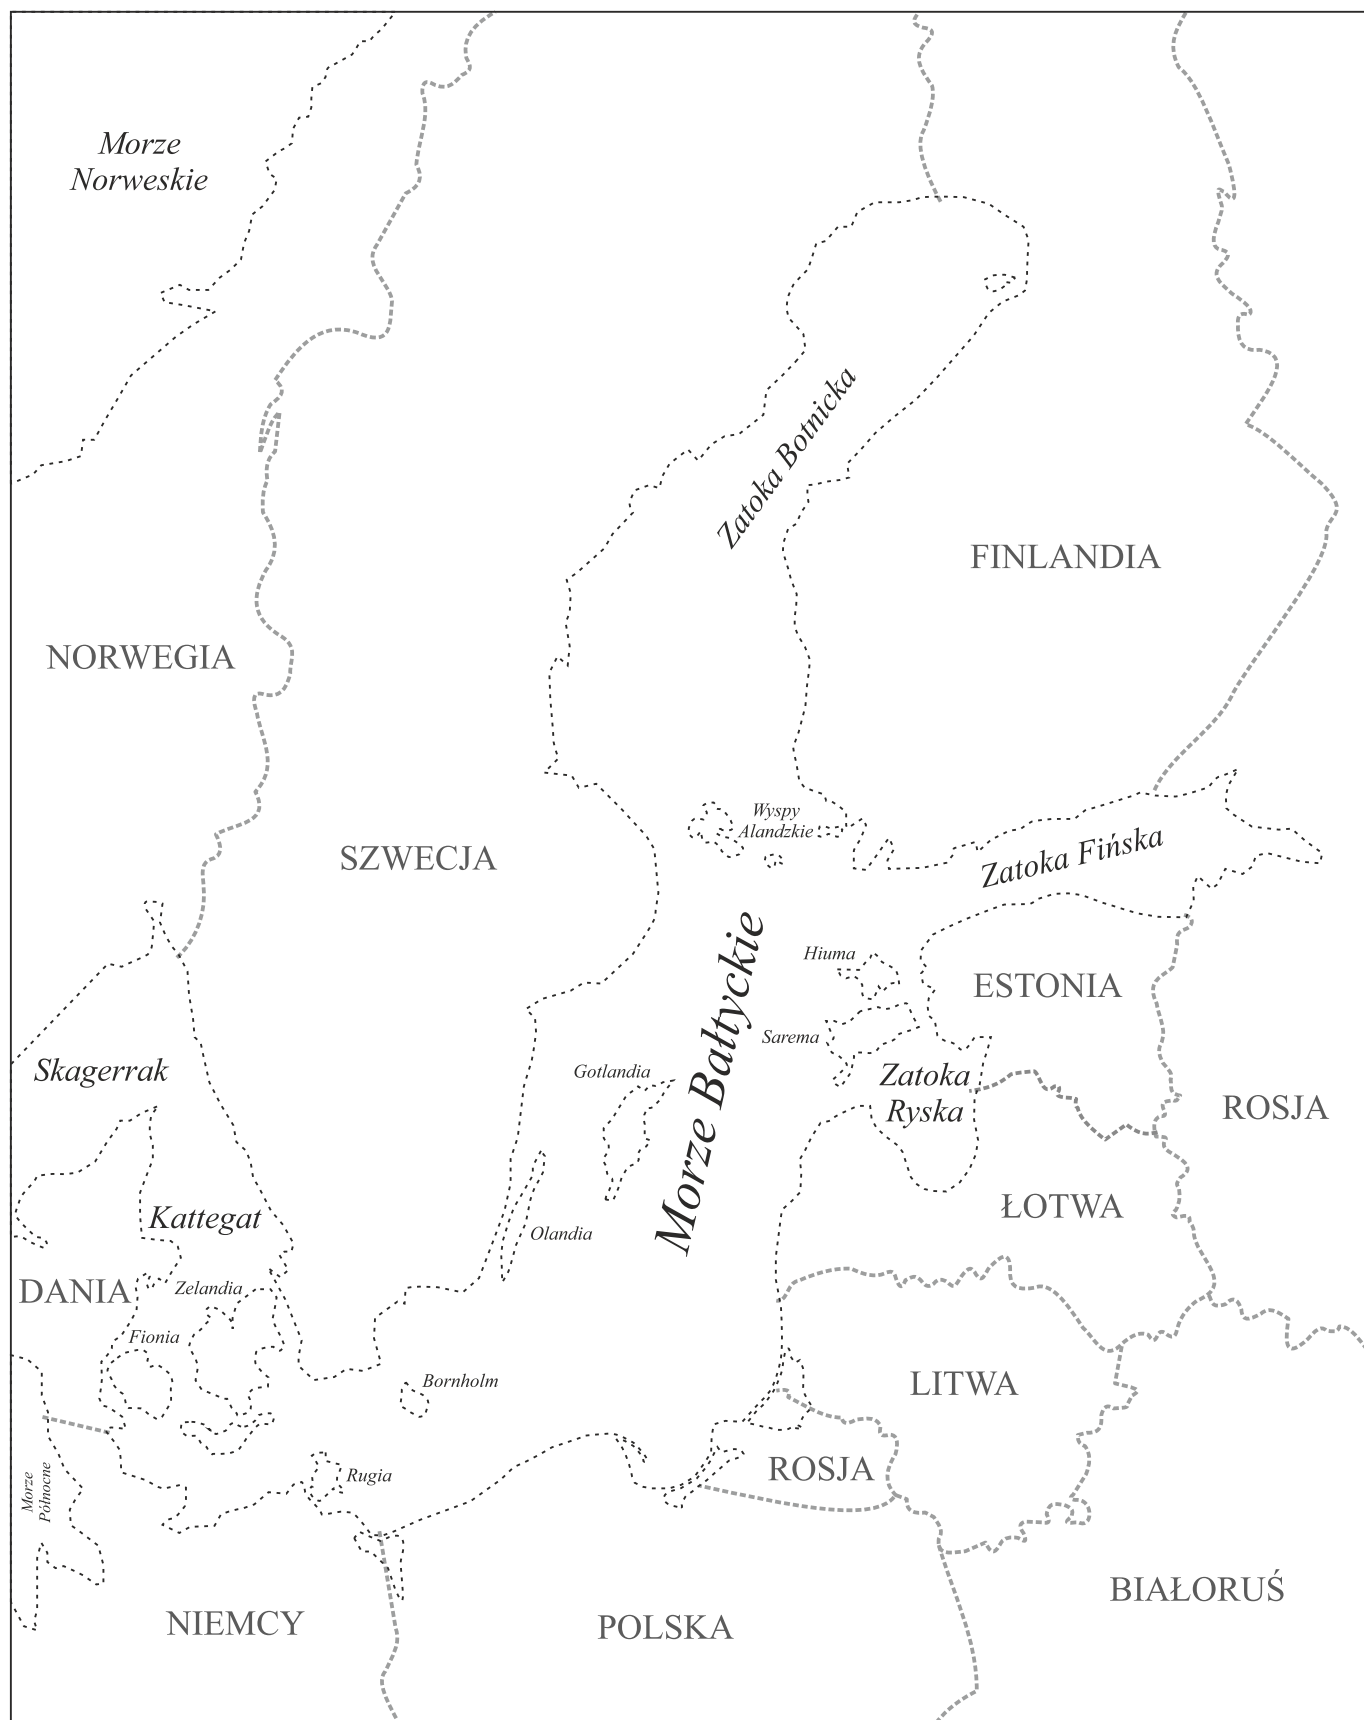 Morze
Norweskie
Zatoka Botnicka
FINLANDIA
NORWEGIA
Wyspy
Alandzkie
SZWECJA
Zatoka Fińska
Morze Bałtyckie
Hiuma
ESTONIA
Sarema
Skagerrak
Gotlandia
Zatoka
Ryska
ROSJA
ŁOTWA
Kattegat
Olandia
DANIA
Zelandia
Fionia
Bornholm
LITWA
Rugia
ROSJA
Morze
Północne
BIAŁORUŚ
NIEMCY
POLSKA